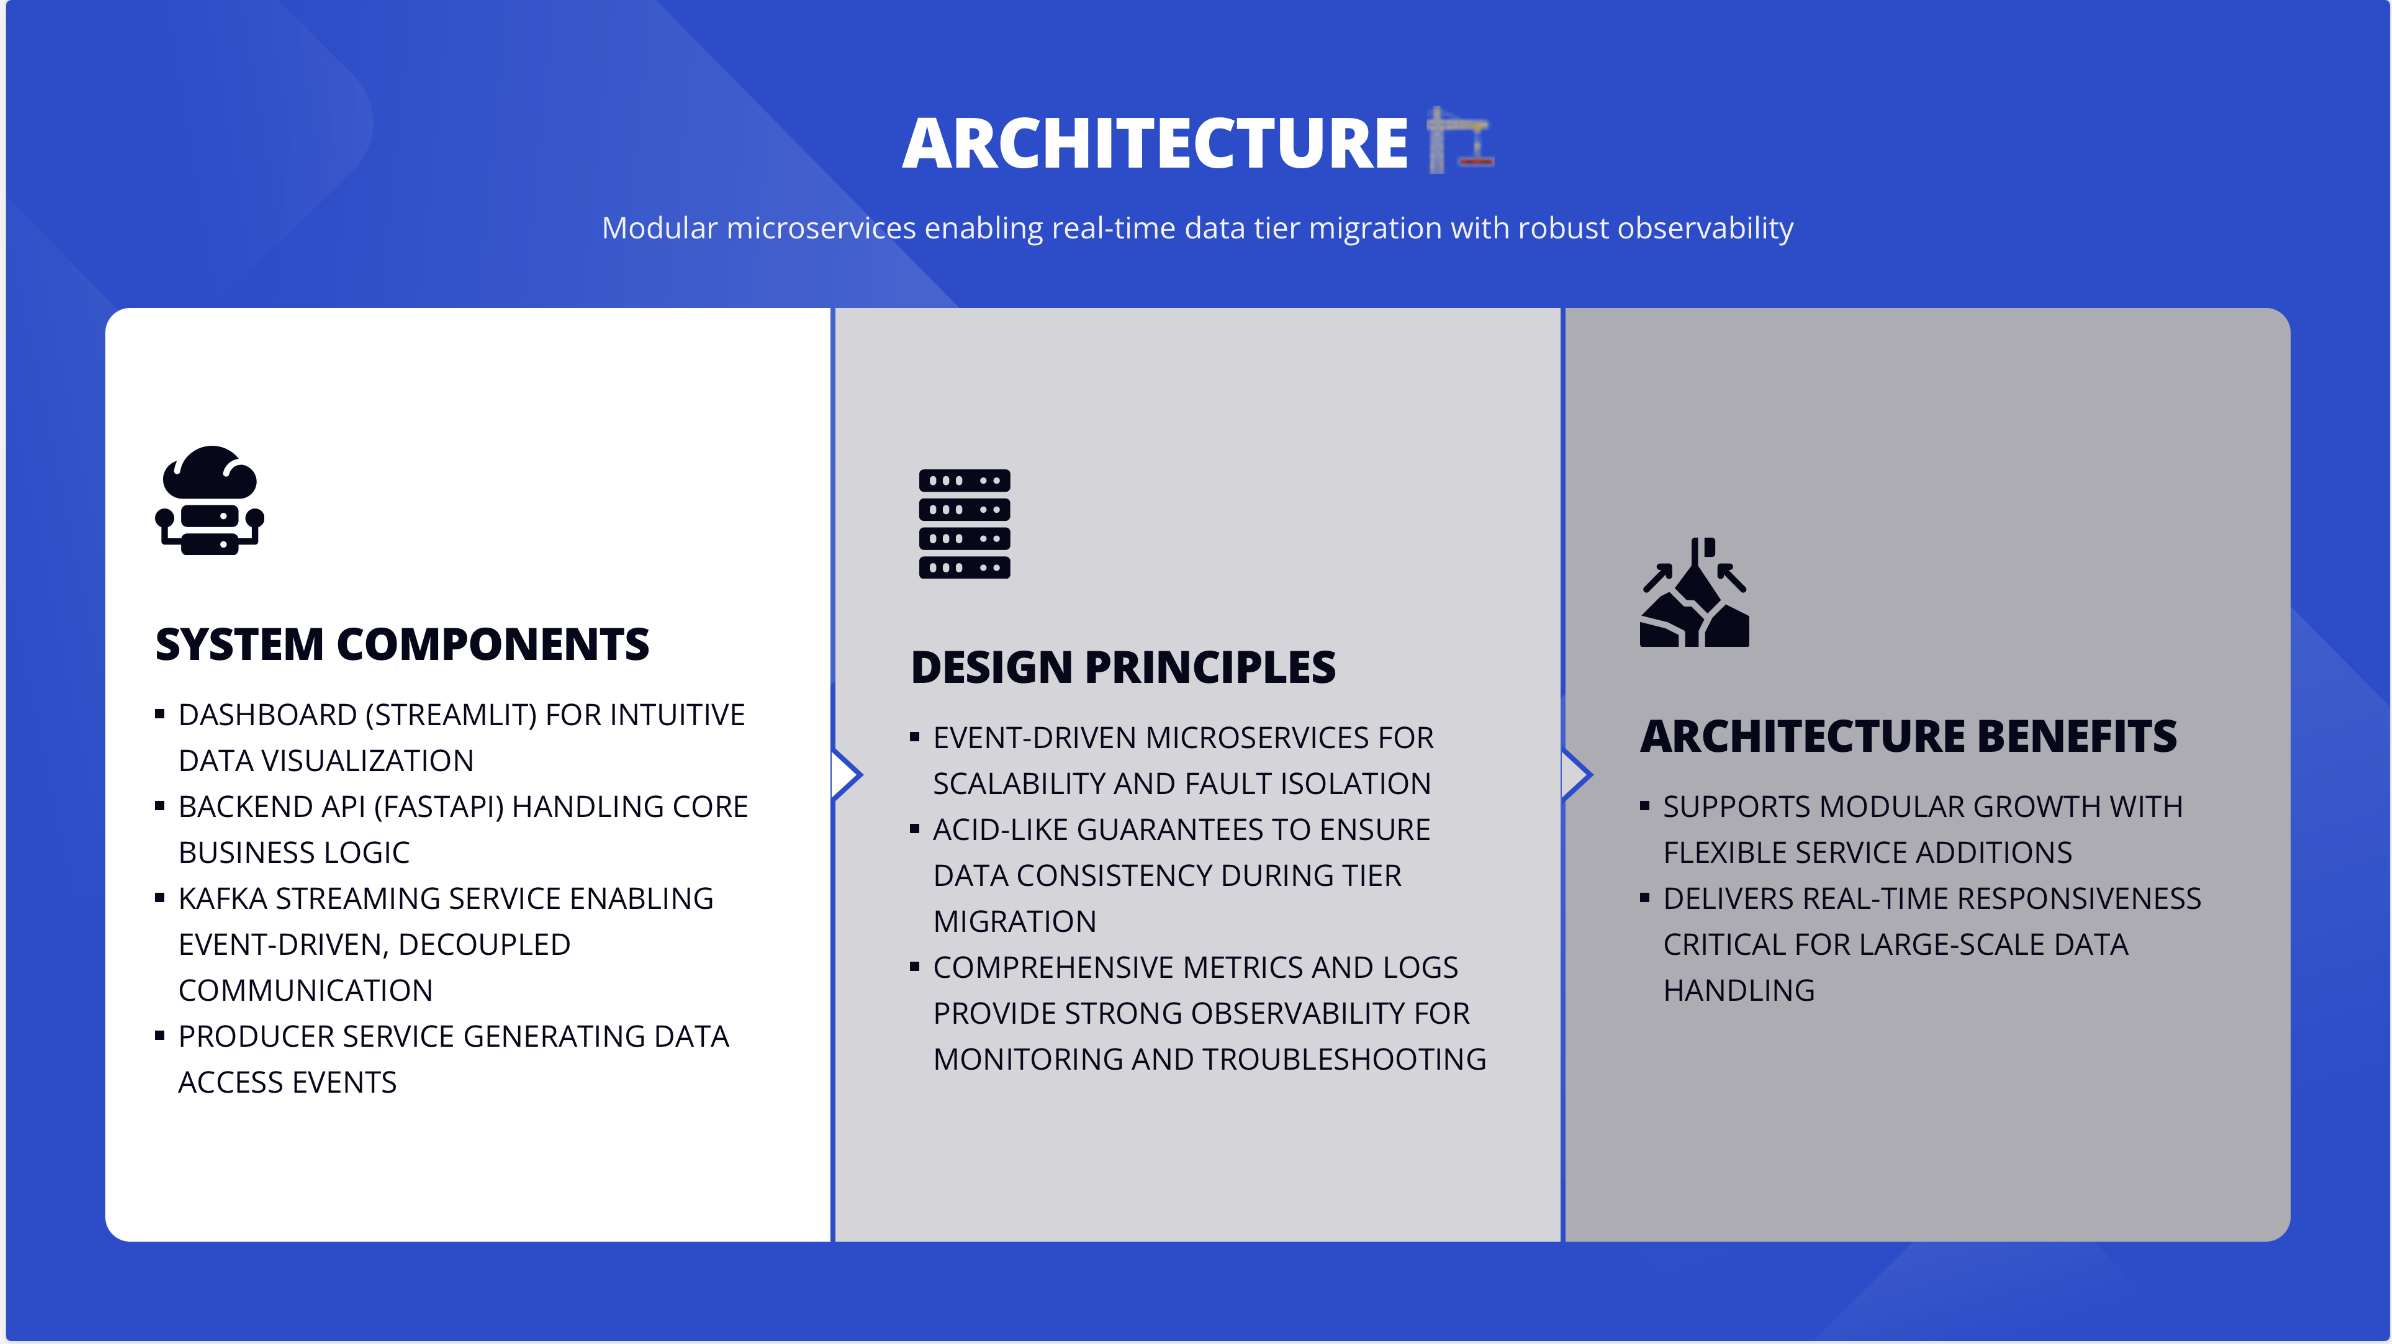 ARCHITECTURE
Modular microservices enabling real-time data tier migration with robust observability
SYSTEM COMPONENTS
▪ DASHBOARD (STREAMLIT) FOR INTUITIVE
DATA VISUALIZATION
▪ BACKEND API (FASTAPI) HANDLING CORE
BUSINESS LOGIC
▪ KAFKA STREAMING SERVICE ENABLING
EVENT-DRIVEN, DECOUPLED
COMMUNICATION
▪ PRODUCER SERVICE GENERATING DATA
ACCESS EVENTS
DESIGN PRINCIPLES
▪ EVENT-DRIVEN MICROSERVICES FOR
SCALABILITY AND FAULT ISOLATION
▪ ACID-LIKE GUARANTEES TO ENSURE
DATA CONSISTENCY DURING TIER
MIGRATION
▪ COMPREHENSIVE METRICS AND LOGS
PROVIDE STRONG OBSERVABILITY FOR
MONITORING AND TROUBLESHOOTING
ARCHITECTURE BENEFITS
▪ SUPPORTS MODULAR GROWTH WITH
FLEXIBLE SERVICE ADDITIONS
▪ DELIVERS REAL-TIME RESPONSIVENESS
CRITICAL FOR LARGE-SCALE DATA
HANDLING